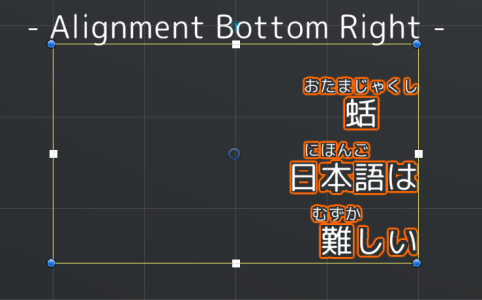 - Alignment Bottom Right -
おたまじゃくし
蛞
にほんご
日本語は
むずか
難しい